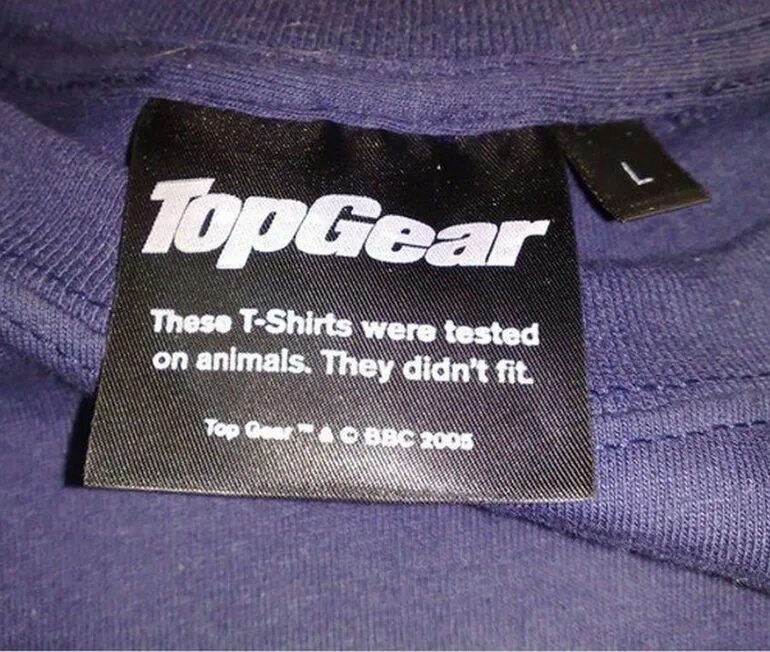 TopGear
L
These T-Shirts were tested
on animals. They didn't fit.
Top Gear ™ & © BBC 2005